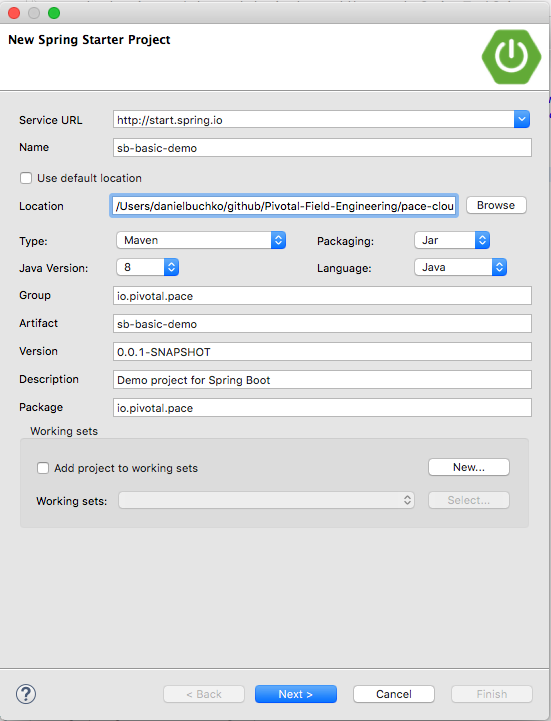 New Spring Starter Project
Service URL http://start.spring.io
Name sb-basic-demo
Use default location
Location /Users/danielbuchko/github/Pivotal-Field-Engineering/pace-clou Browse
Type: Maven Packaging: Jar
Java Version: 8 Language: Java
Group io.pivotal.pace
Artifact sb-basic-demo
Version 0.0.1-SNAPSHOT
Description Demo project for Spring Boot
Package io.pivotal.pace
Working sets
Add project to working sets New...
Working sets: Select...
? < Back Next > Cancel Finish